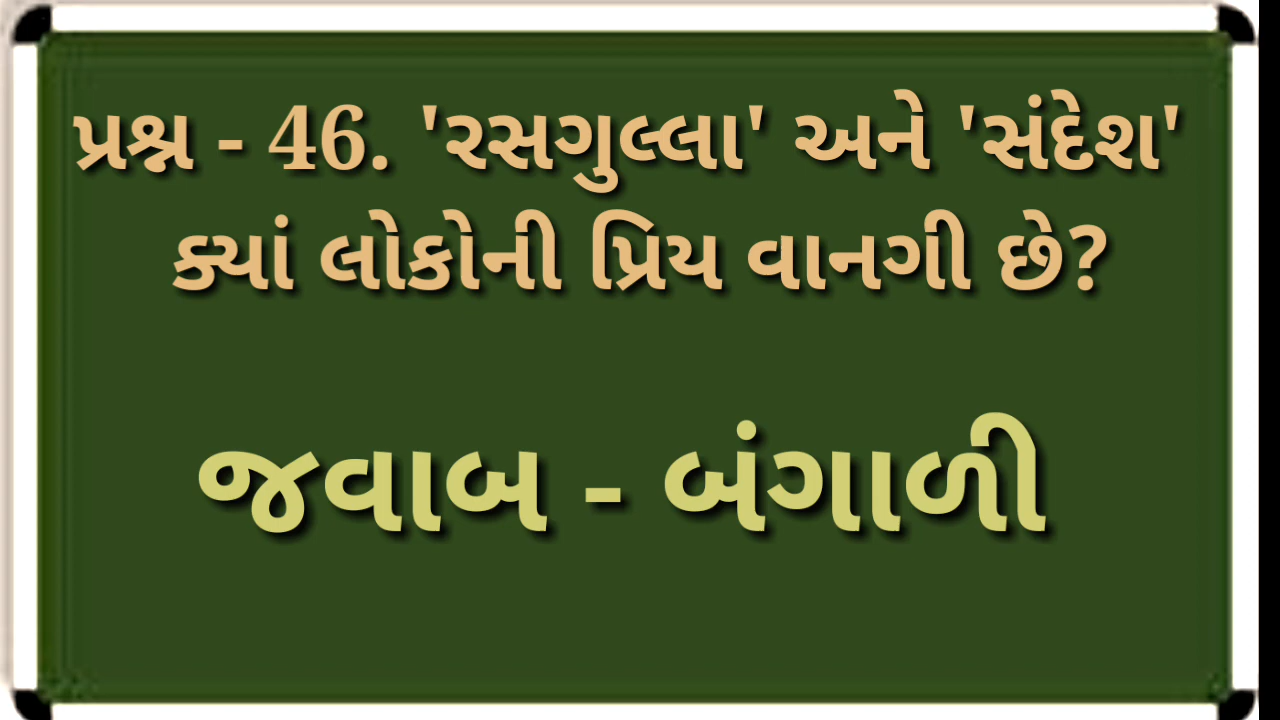 પ્રશ્ન - 46. 'રસગુલ્લા' અને 'સંદેશ'
ક્યાં લોકોની પ્રિય વાનગી છે?
જવાબ - બંગાળી